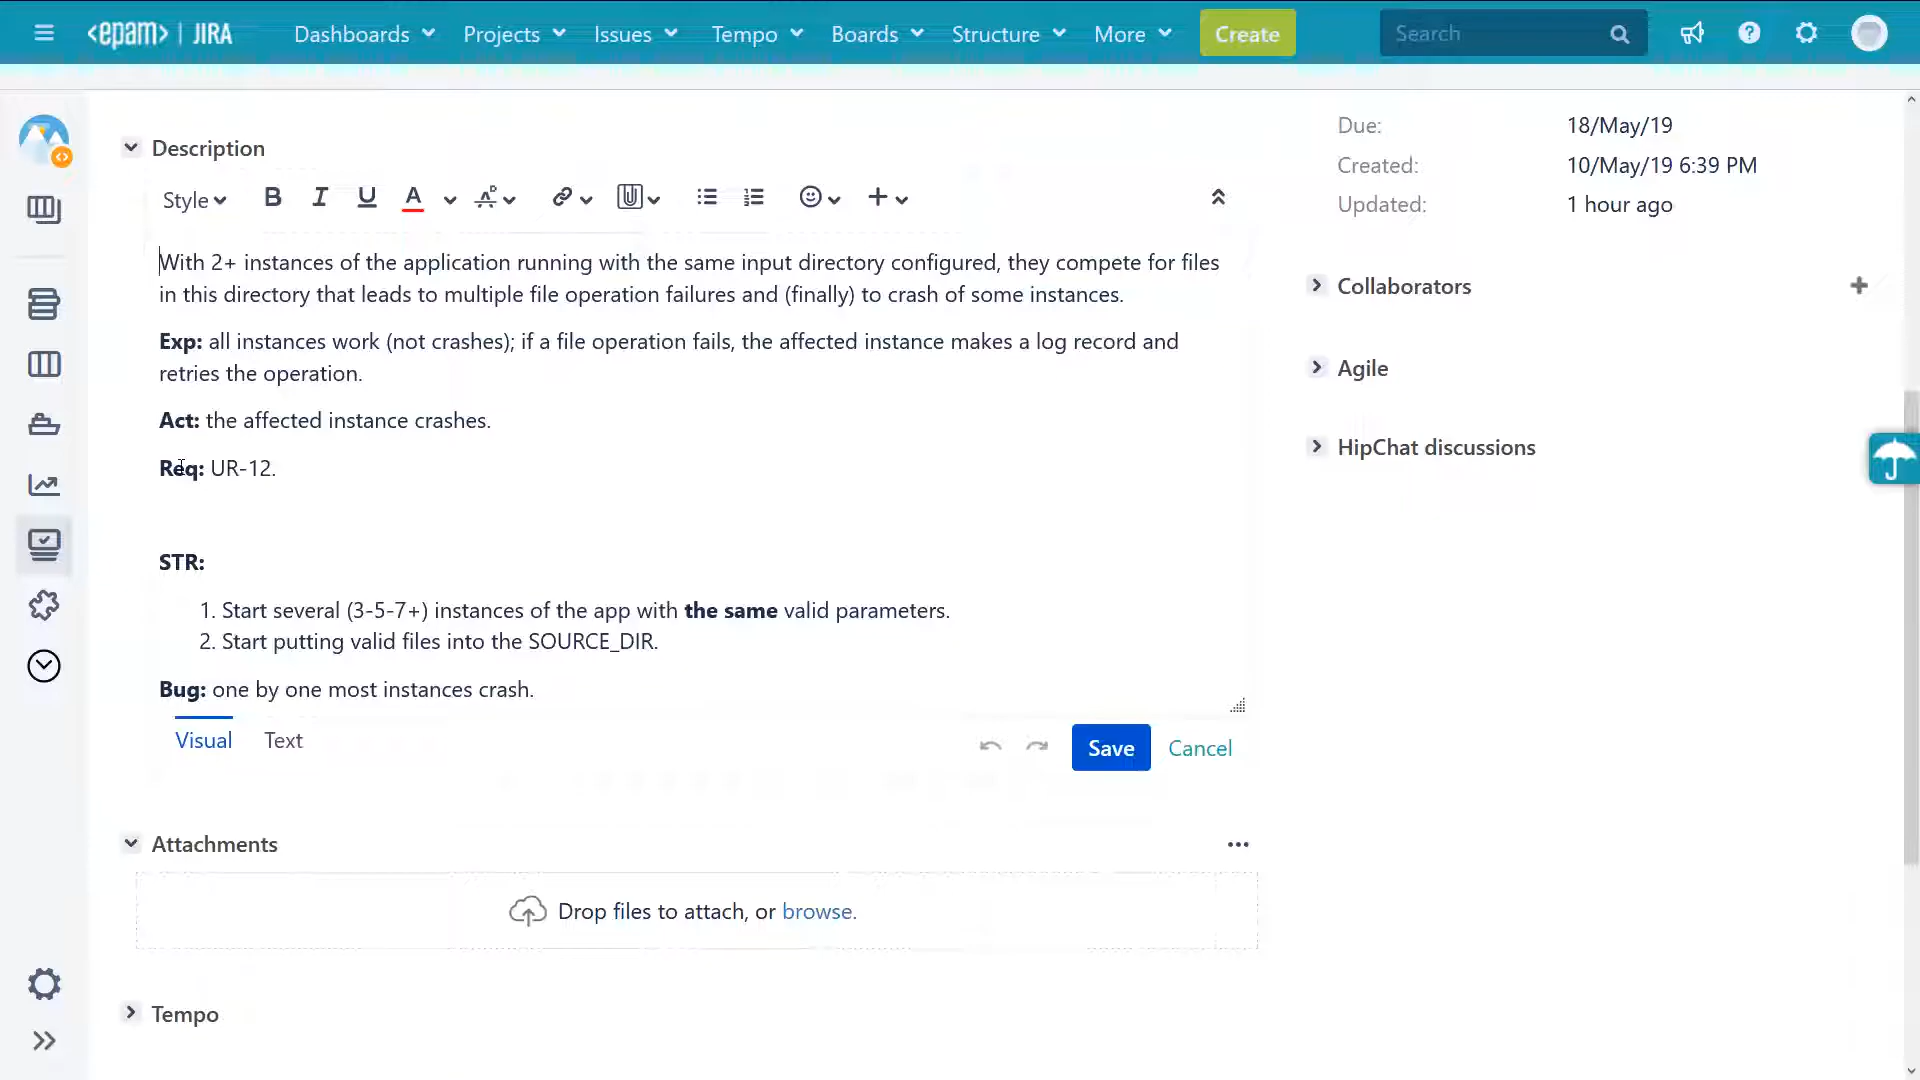 <epam> | JIRA Dashboards Projects Issues Tempo Boards Structure More Create Search
Description
Style B I U A
With 2+ instances of the application running with the same input directory configured, they compete for files
in this directory that leads to multiple file operation failures and (finally) to crash of some instances.
Exp: all instances work (not crashes); if a file operation fails, the affected instance makes a log record and
retries the operation.
Act: the affected instance crashes.
Req: UR-12.
STR:
1. Start several (3-5-7+) instances of the app with the same valid parameters.
2. Start putting valid files into the SOURCE_DIR.
Bug: one by one most instances crash.
Visual Text
Save Cancel
Attachments
Drop files to attach, or browse.
Tempo
Due: 18/May/19
Created: 10/May/19 6:39 PM
Updated: 1 hour ago
Collaborators
Agile
HipChat discussions